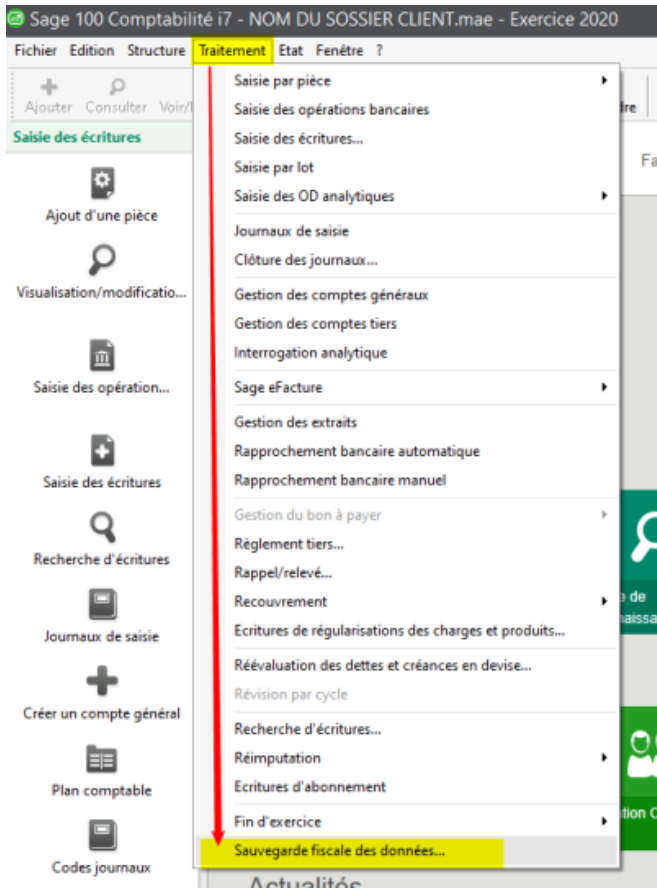 Sage 100 Comptabilité i7 - NOM DU SOSSIER CLIENT.mae - Exercice 2020
Fichier Edition Structure Traitement Etat Fenêtre ?
Ajouter Consulter Voir/
Saisie des écritures
Ajout d'une pièce
Visualisation/modificatio...
Saisie des opération...
Saisie des écritures
Recherche d'écritures
Journaux de saisie
Créer un compte général
Plan comptable
Codes journaux
Saisie par pièce
Saisie des opérations bancaires
Saisie des écritures...
Saisie par lot
Saisie des OD analytiques
Journaux de saisie
Clôture des journaux...
Gestion des comptes généraux
Gestion des comptes tiers
Interrogation analytique
Sage eFacture
Gestion des extraits
Rapprochement bancaire automatique
Rapprochement bancaire manuel
Gestion du bon à payer
Règlement tiers...
Rappel/relevé...
Recouvrement
Ecritures de régularisations des charges et produits...
Réévaluation des dettes et créances en devise...
Révision par cycle
Recherche d'écritures...
Réimputation
Ecritures d'abonnement
Fin d'exercice
Sauvegarde fiscale des données...
Actualités